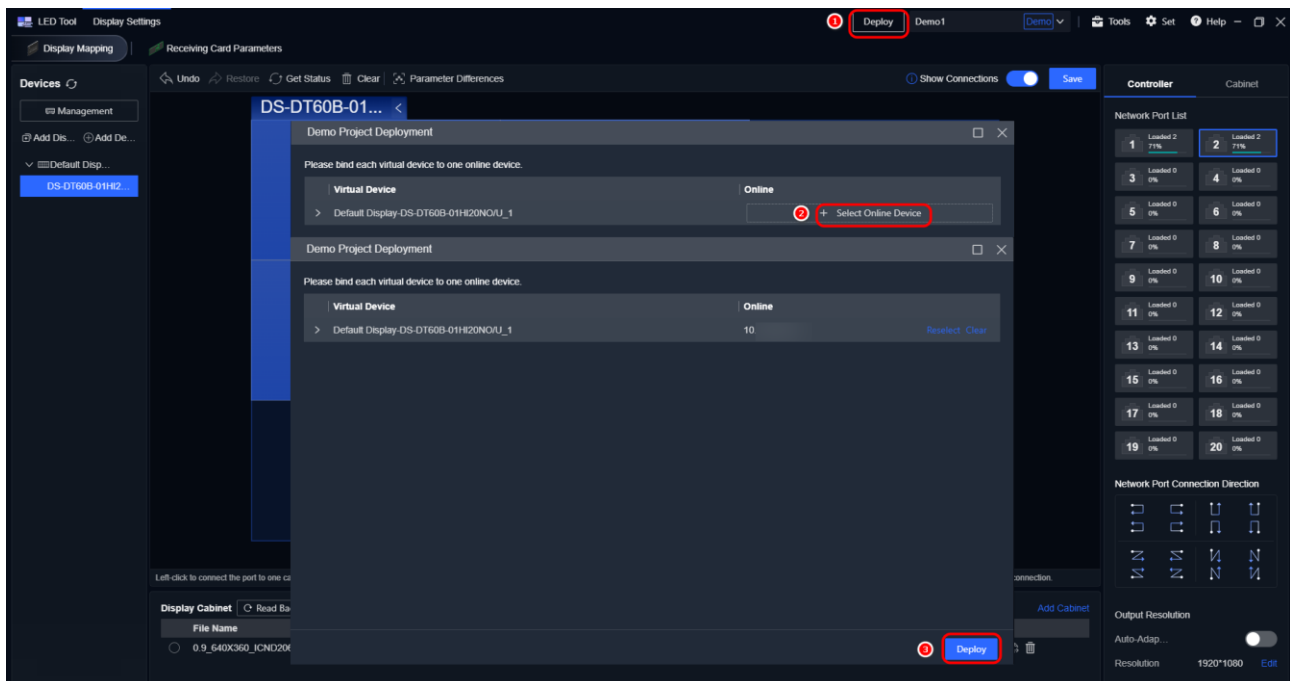 LED Tool Display Settings
1 Deploy Demo1 Demo Tools Set Help
Display Mapping Receiving Card Parameters
Devices
Management
Add Dis... Add De...
Default Disp...
DS-DT60B-01HI2...
Undo Restore Get Status Clear Parameter Differences Show Connections Save
DS-DT60B-01... <
Demo Project Deployment
Please bind each virtual device to one online device.
Virtual Device Online
> Default Display-DS-DT60B-01HI20NO/U_1 2 + Select Online Device
Demo Project Deployment
Please bind each virtual device to one online device.
Virtual Device Online
> Default Display-DS-DT60B-01HI20NO/U_1 10 Reselect Clear
3 Deploy
Left-click to connect the port to one ca
connection.
Display Cabinet Read Ba Add Cabinet
File Name
0.9_640X360_ICND206
Controller Cabinet
Network Port List
1 Loaded 2 71% 2 Loaded 2 71%
3 Loaded 0 0% 4 Loaded 0 0%
5 Loaded 0 0% 6 Loaded 0 0%
7 Loaded 0 0% 8 Loaded 0 0%
9 Loaded 0 0% 10 Loaded 0 0%
11 Loaded 0 0% 12 Loaded 0 0%
13 Loaded 0 0% 14 Loaded 0 0%
15 Loaded 0 0% 16 Loaded 0 0%
17 Loaded 0 0% 18 Loaded 0 0%
19 Loaded 0 0% 20 Loaded 0 0%
Network Port Connection Direction
Output Resolution
Auto-Adap...
Resolution 1920*1080 Edit